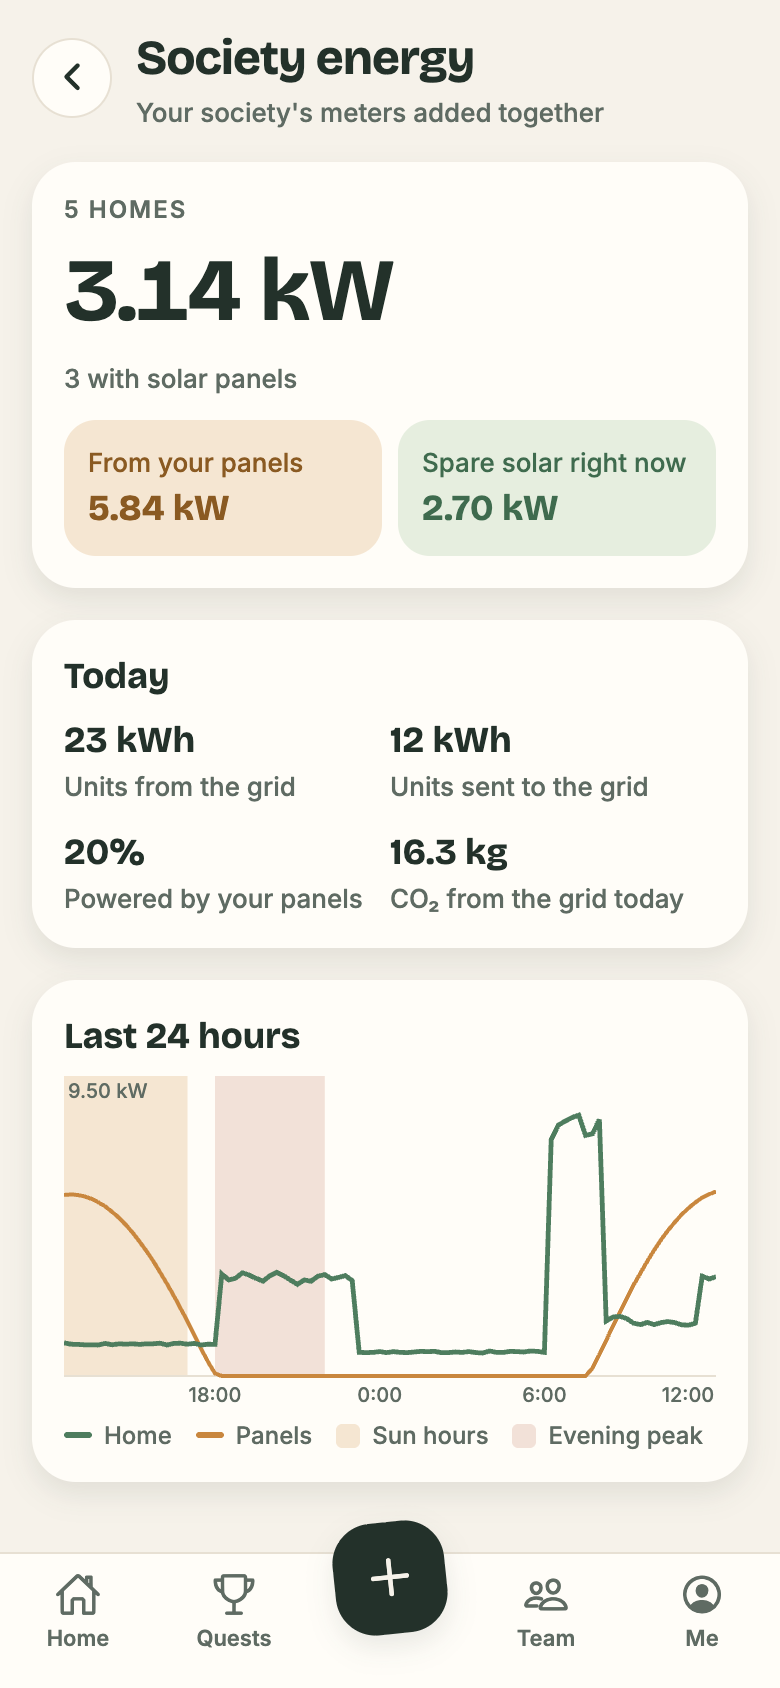 Society energy
Your society's meters added together
5 HOMES
3.14 kW
3 with solar panels
From your panels
5.84 kW
Spare solar right now
2.70 kW
Today
23 kWh
Units from the grid
12 kWh
Units sent to the grid
20%
Powered by your panels
16.3 kg
CO₂ from the grid today
Last 24 hours
9.50 kW
18:00 0:00 6:00 12:00
Home Panels Sun hours Evening peak
Home Quests Team Me